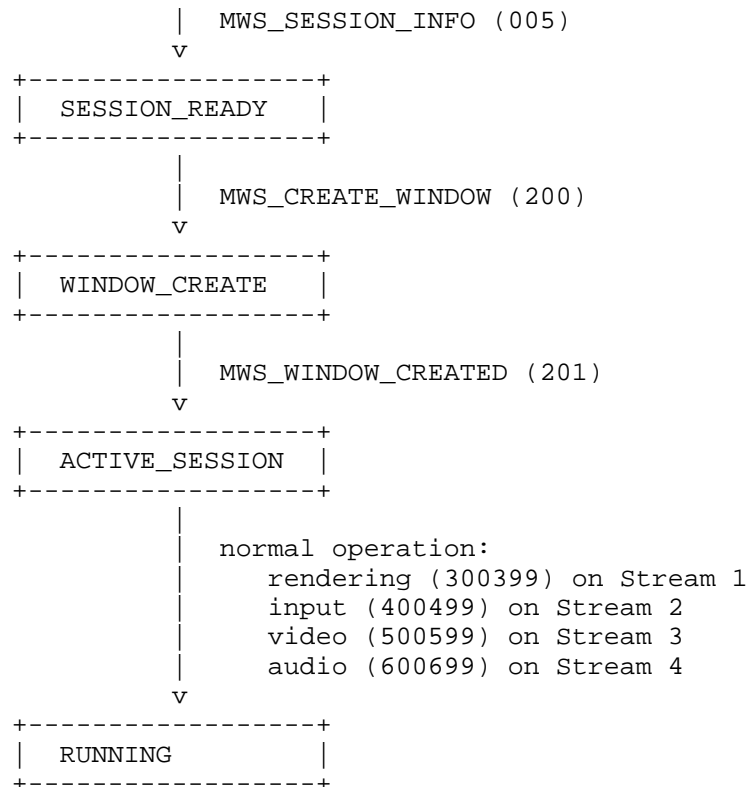 MWS_SESSION_INFO (005)
SESSION_READY
MWS_CREATE_WINDOW (200)
WINDOW_CREATE
MWS_WINDOW_CREATED (201)
ACTIVE_SESSION
normal operation:
rendering (300399) on Stream 1
input (400499) on Stream 2
video (500599) on Stream 3
audio (600699) on Stream 4
RUNNING